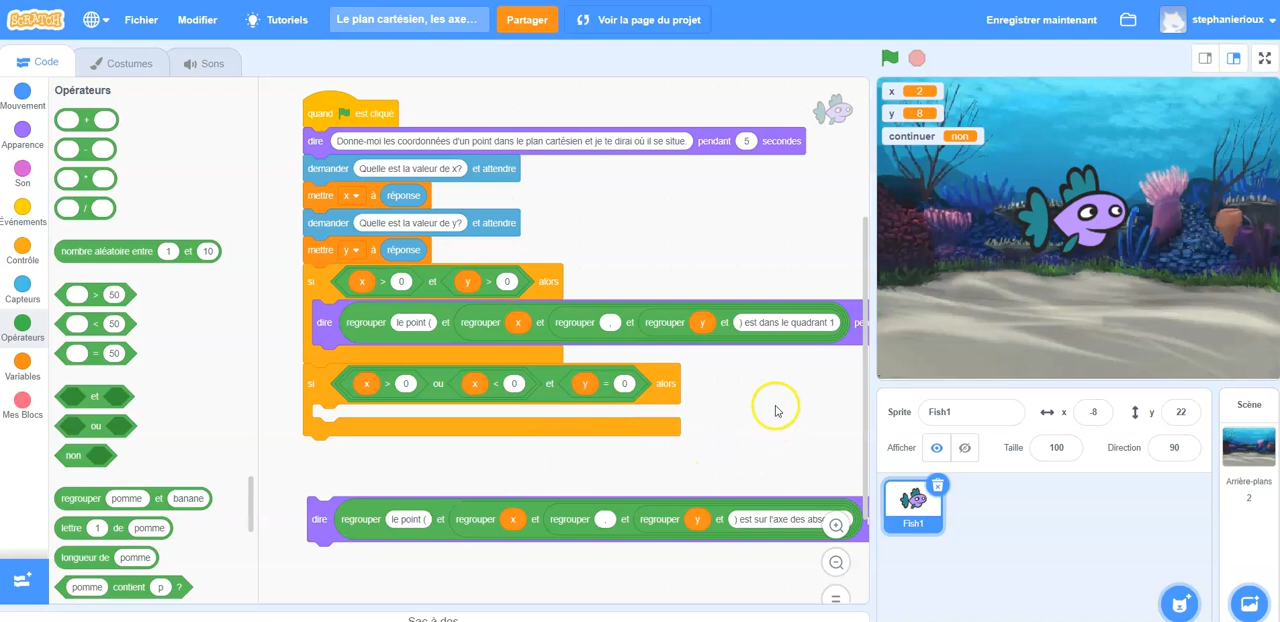 SCRATCH Fichier Modifier Tutoriels Le plan cartésien, les axe... Partager Voir la page du projet Enregistrer maintenant stephanierioux
Code Costumes Sons
Mouvement
Apparence
Son
Événements
Contrôle
Capteurs
Opérateurs
Variables
Mes Blocs
Opérateurs
+
-
*
/
nombre aléatoire entre 1 et 10
> 50
< 50
= 50
et
ou
non
regrouper pomme et banane
lettre 1 de pomme
longueur de pomme
pomme contient p ?
quand est cliqué
dire Donne-moi les coordonnées d'un point dans le plan cartésien et je te dirai où il se situe. pendant 5 secondes
demander Quelle est la valeur de x? et attendre
mettre x à réponse
demander Quelle est la valeur de y? et attendre
mettre y à réponse
si x > 0 et y > 0 alors
dire regrouper le point ( et regrouper x et regrouper , et regrouper y et ) est dans le quadrant 1
si x > 0 ou x < 0 et y = 0 alors
dire regrouper le point ( et regrouper x et regrouper , et regrouper y et ) est sur l'axe des
Sac à dos
x 2
y 8
continuer non
Sprite Fish1 x -8 y 22
Afficher Taille 100 Direction 90
Fish1
Scène
Arrière-plans
2